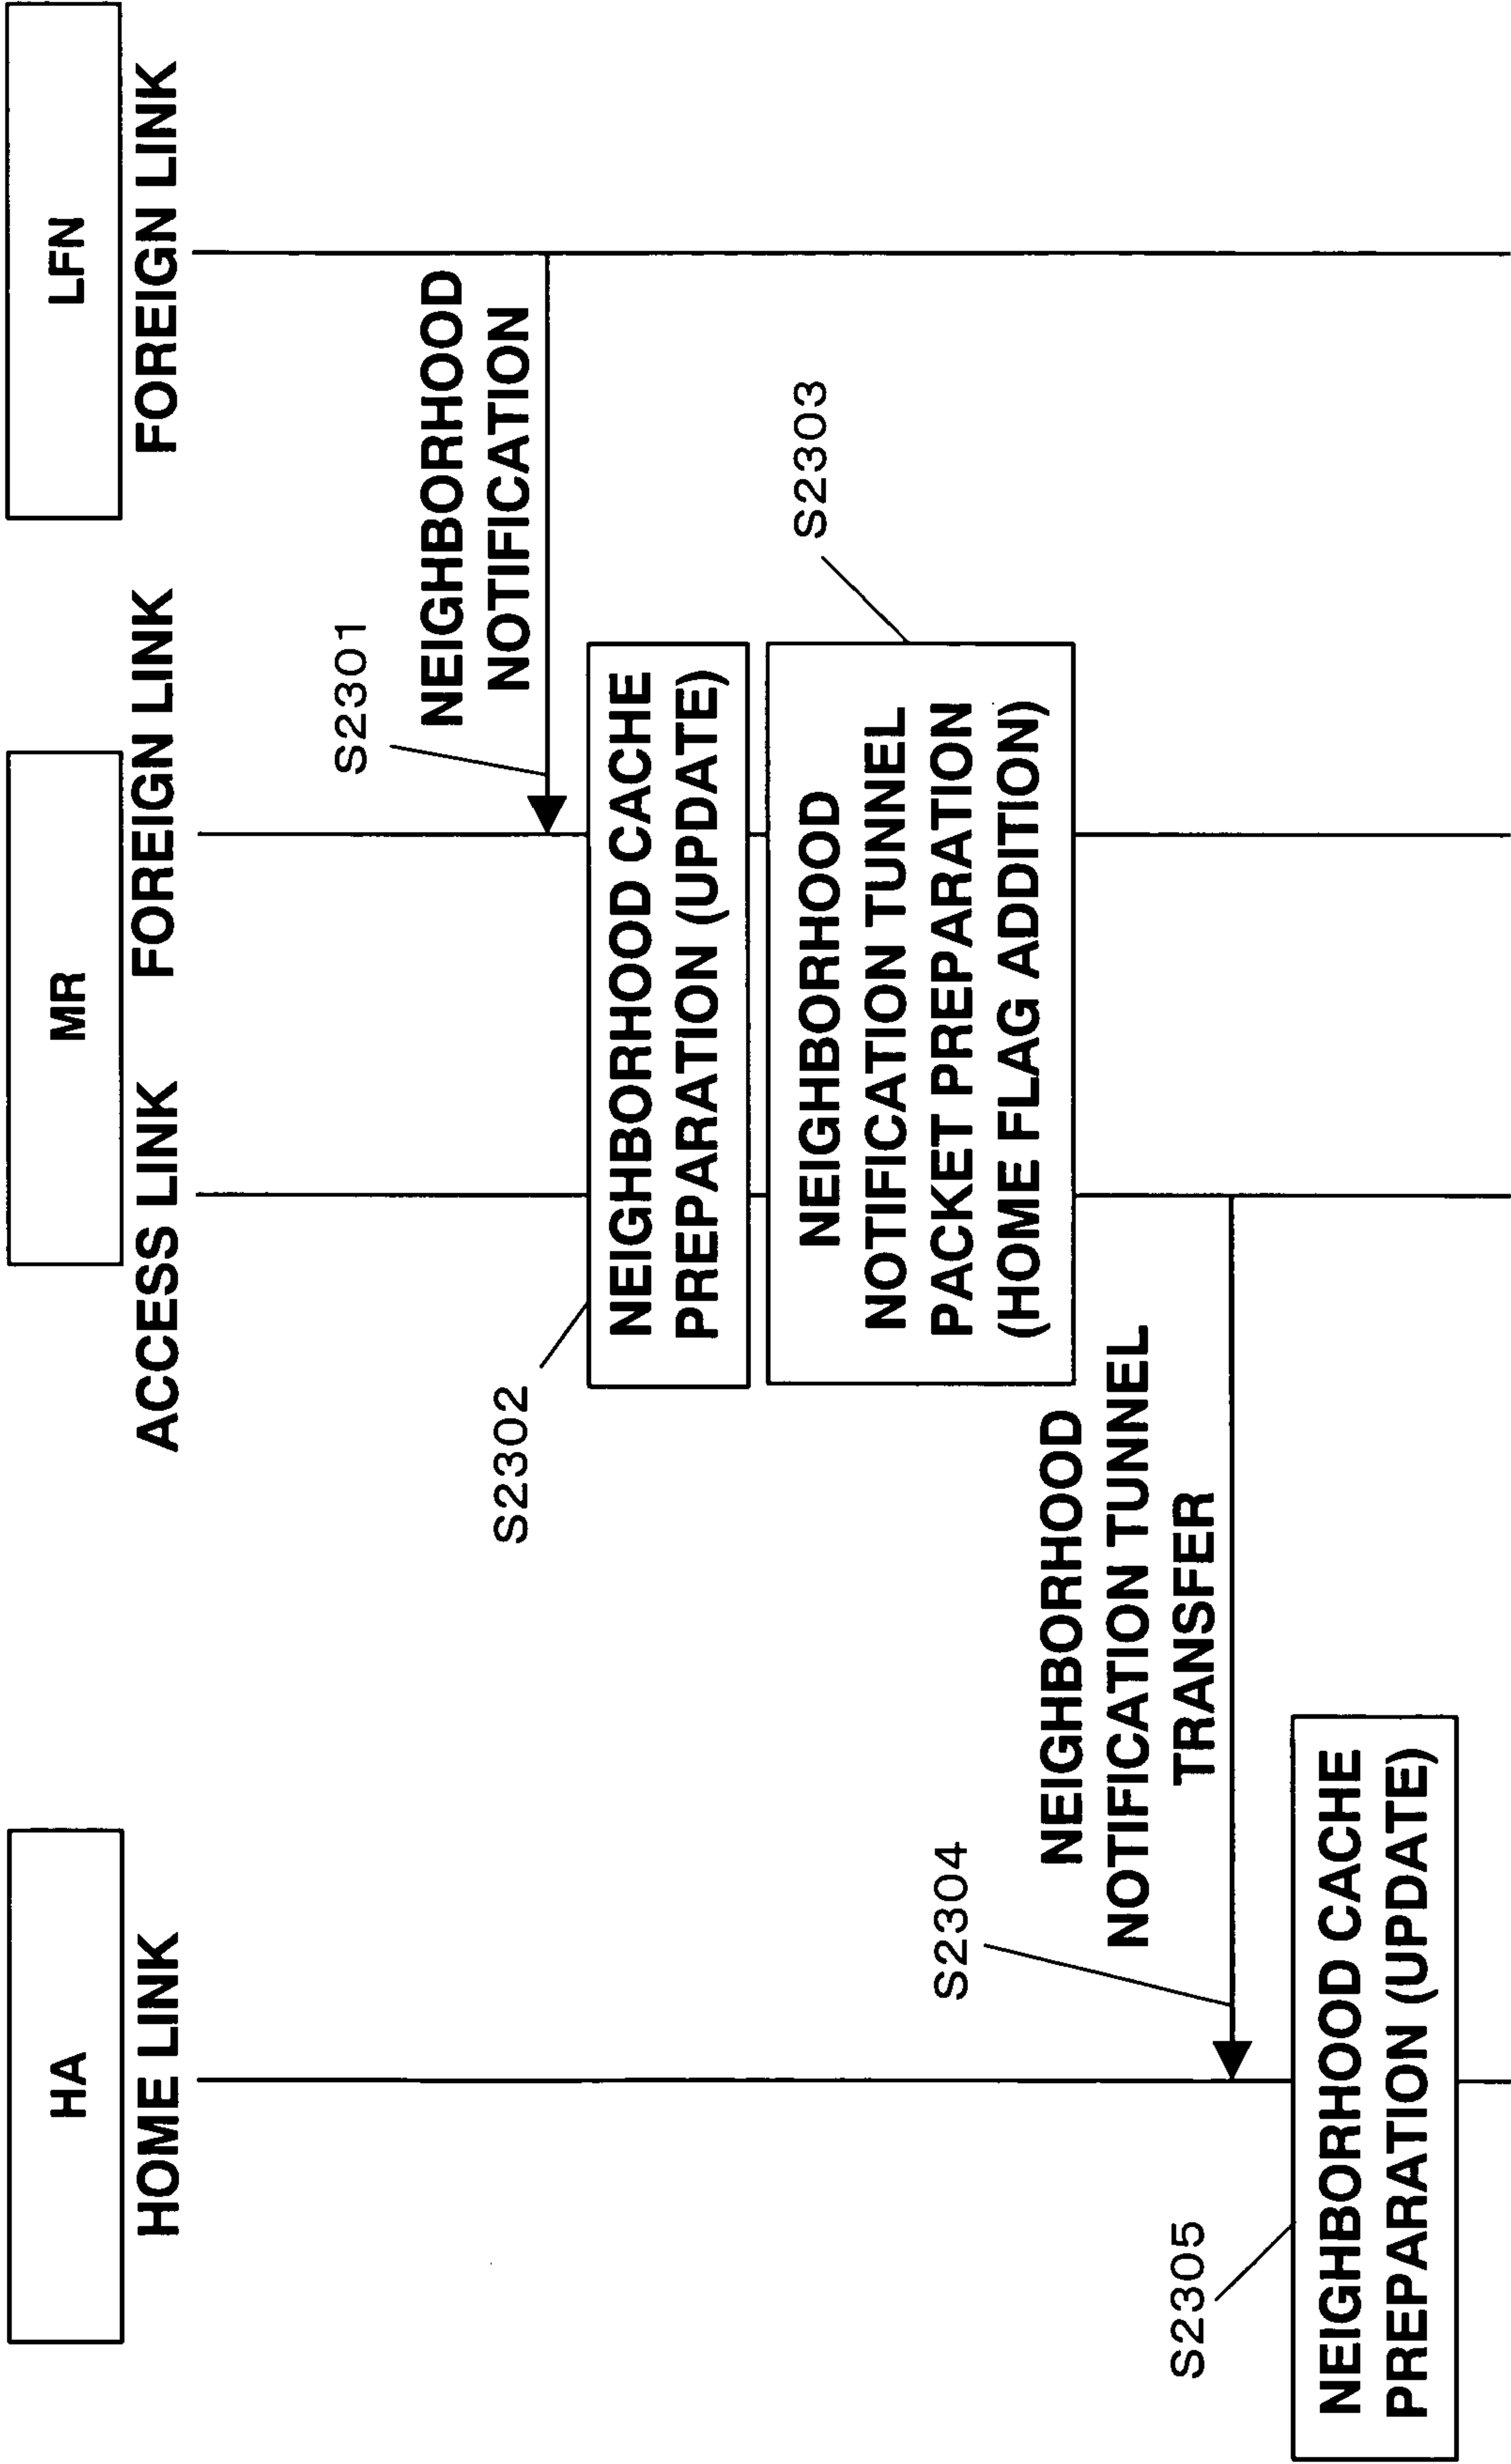 HA
MR
LFN
HOME LINK
ACCESS LINK
FOREIGN LINK
FOREIGN LINK
S2301
NEIGHBORHOOD
NOTIFICATION
S2302
NEIGHBORHOOD CACHE
PREPARATION (UPDATE)
S2303
NEIGHBORHOOD
NOTIFICATION TUNNEL
PACKET PREPARATION
(HOME FLAG ADDITION)
S2304
NEIGHBORHOOD
NOTIFICATION TUNNEL
TRANSFER
S2305
NEIGHBORHOOD CACHE
PREPARATION (UPDATE)